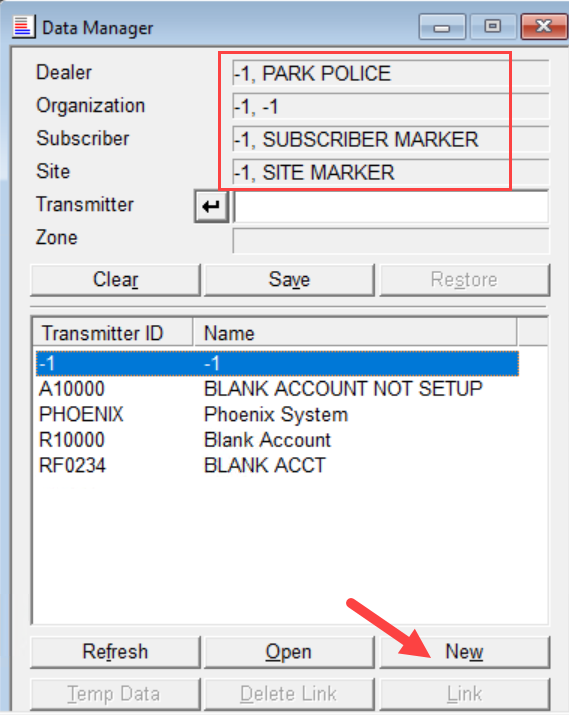 Data Manager
Dealer -1, PARK POLICE
Organization -1, -1
Subscriber -1, SUBSCRIBER MARKER
Site -1, SITE MARKER
Transmitter
Zone
Clear Save Restore
Transmitter ID Name
-1 -1
A10000 BLANK ACCOUNT NOT SETUP
PHOENIX Phoenix System
R10000 Blank Account
RF0234 BLANK ACCT
Refresh Open New
Temp Data Delete Link Link